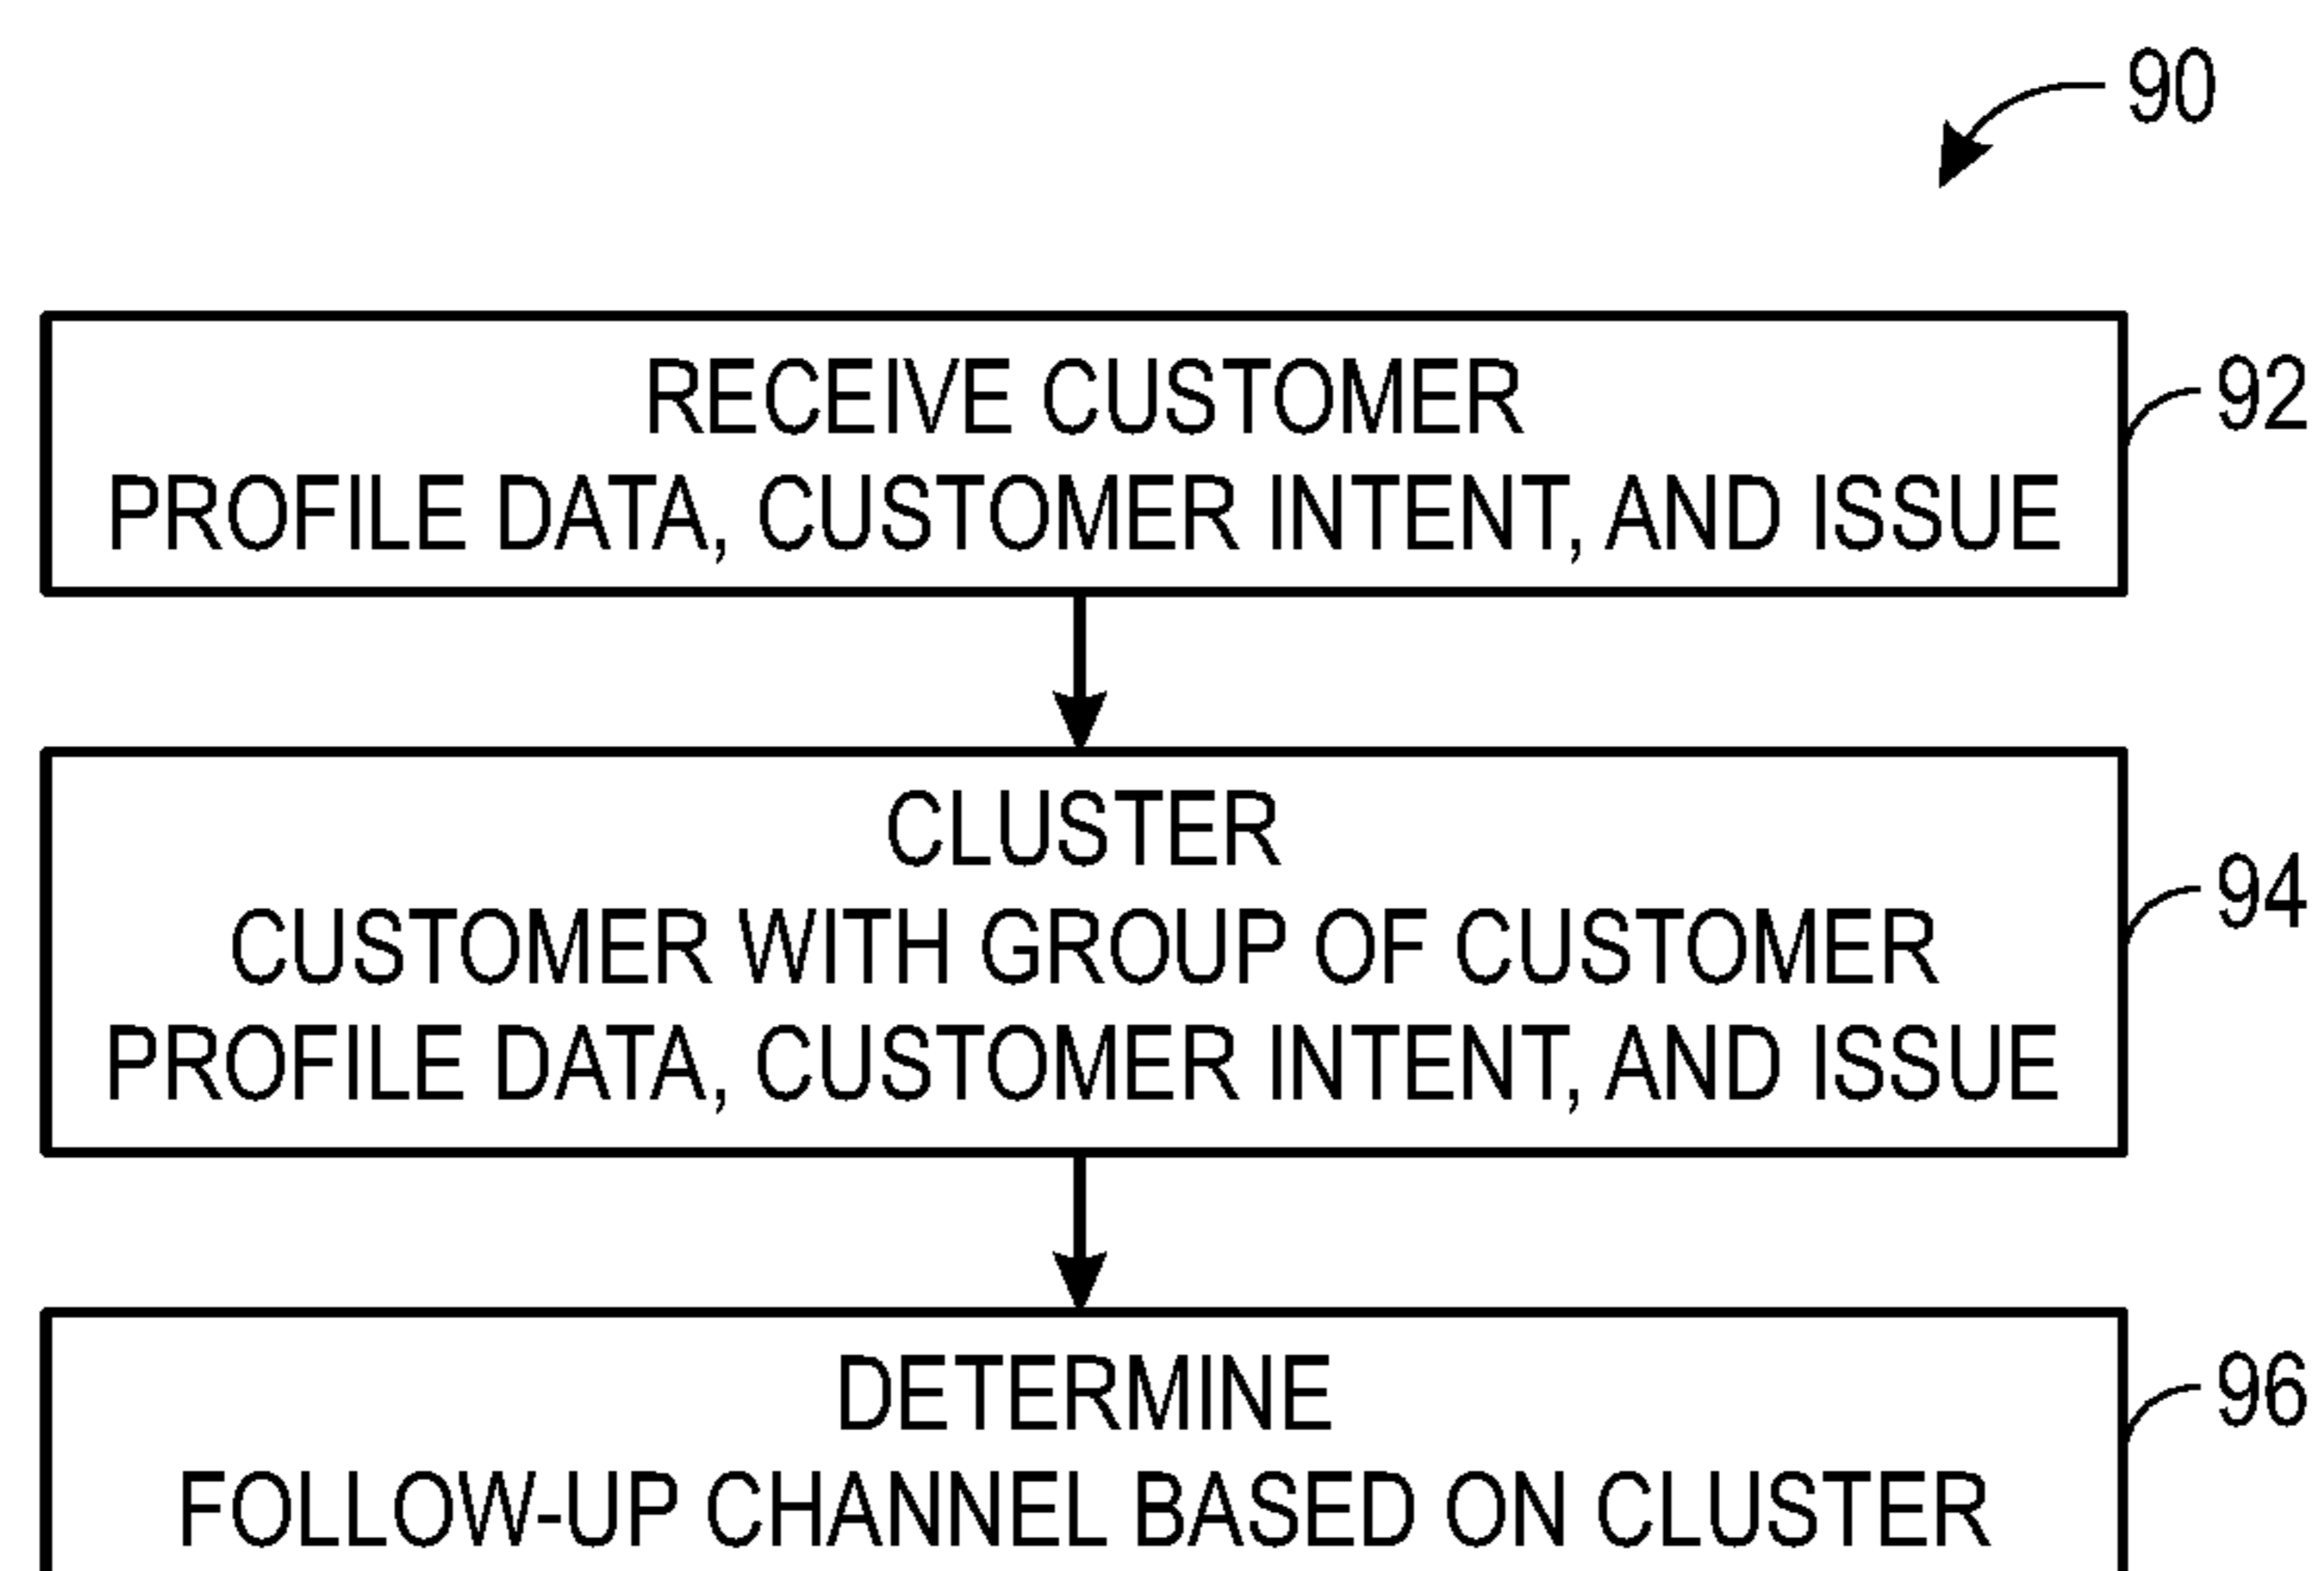 90
RECEIVE CUSTOMER
PROFILE DATA, CUSTOMER INTENT, AND ISSUE
92
CLUSTER
CUSTOMER WITH GROUP OF CUSTOMER
PROFILE DATA, CUSTOMER INTENT, AND ISSUE
94
DETERMINE
FOLLOW-UP CHANNEL BASED ON CLUSTER
96